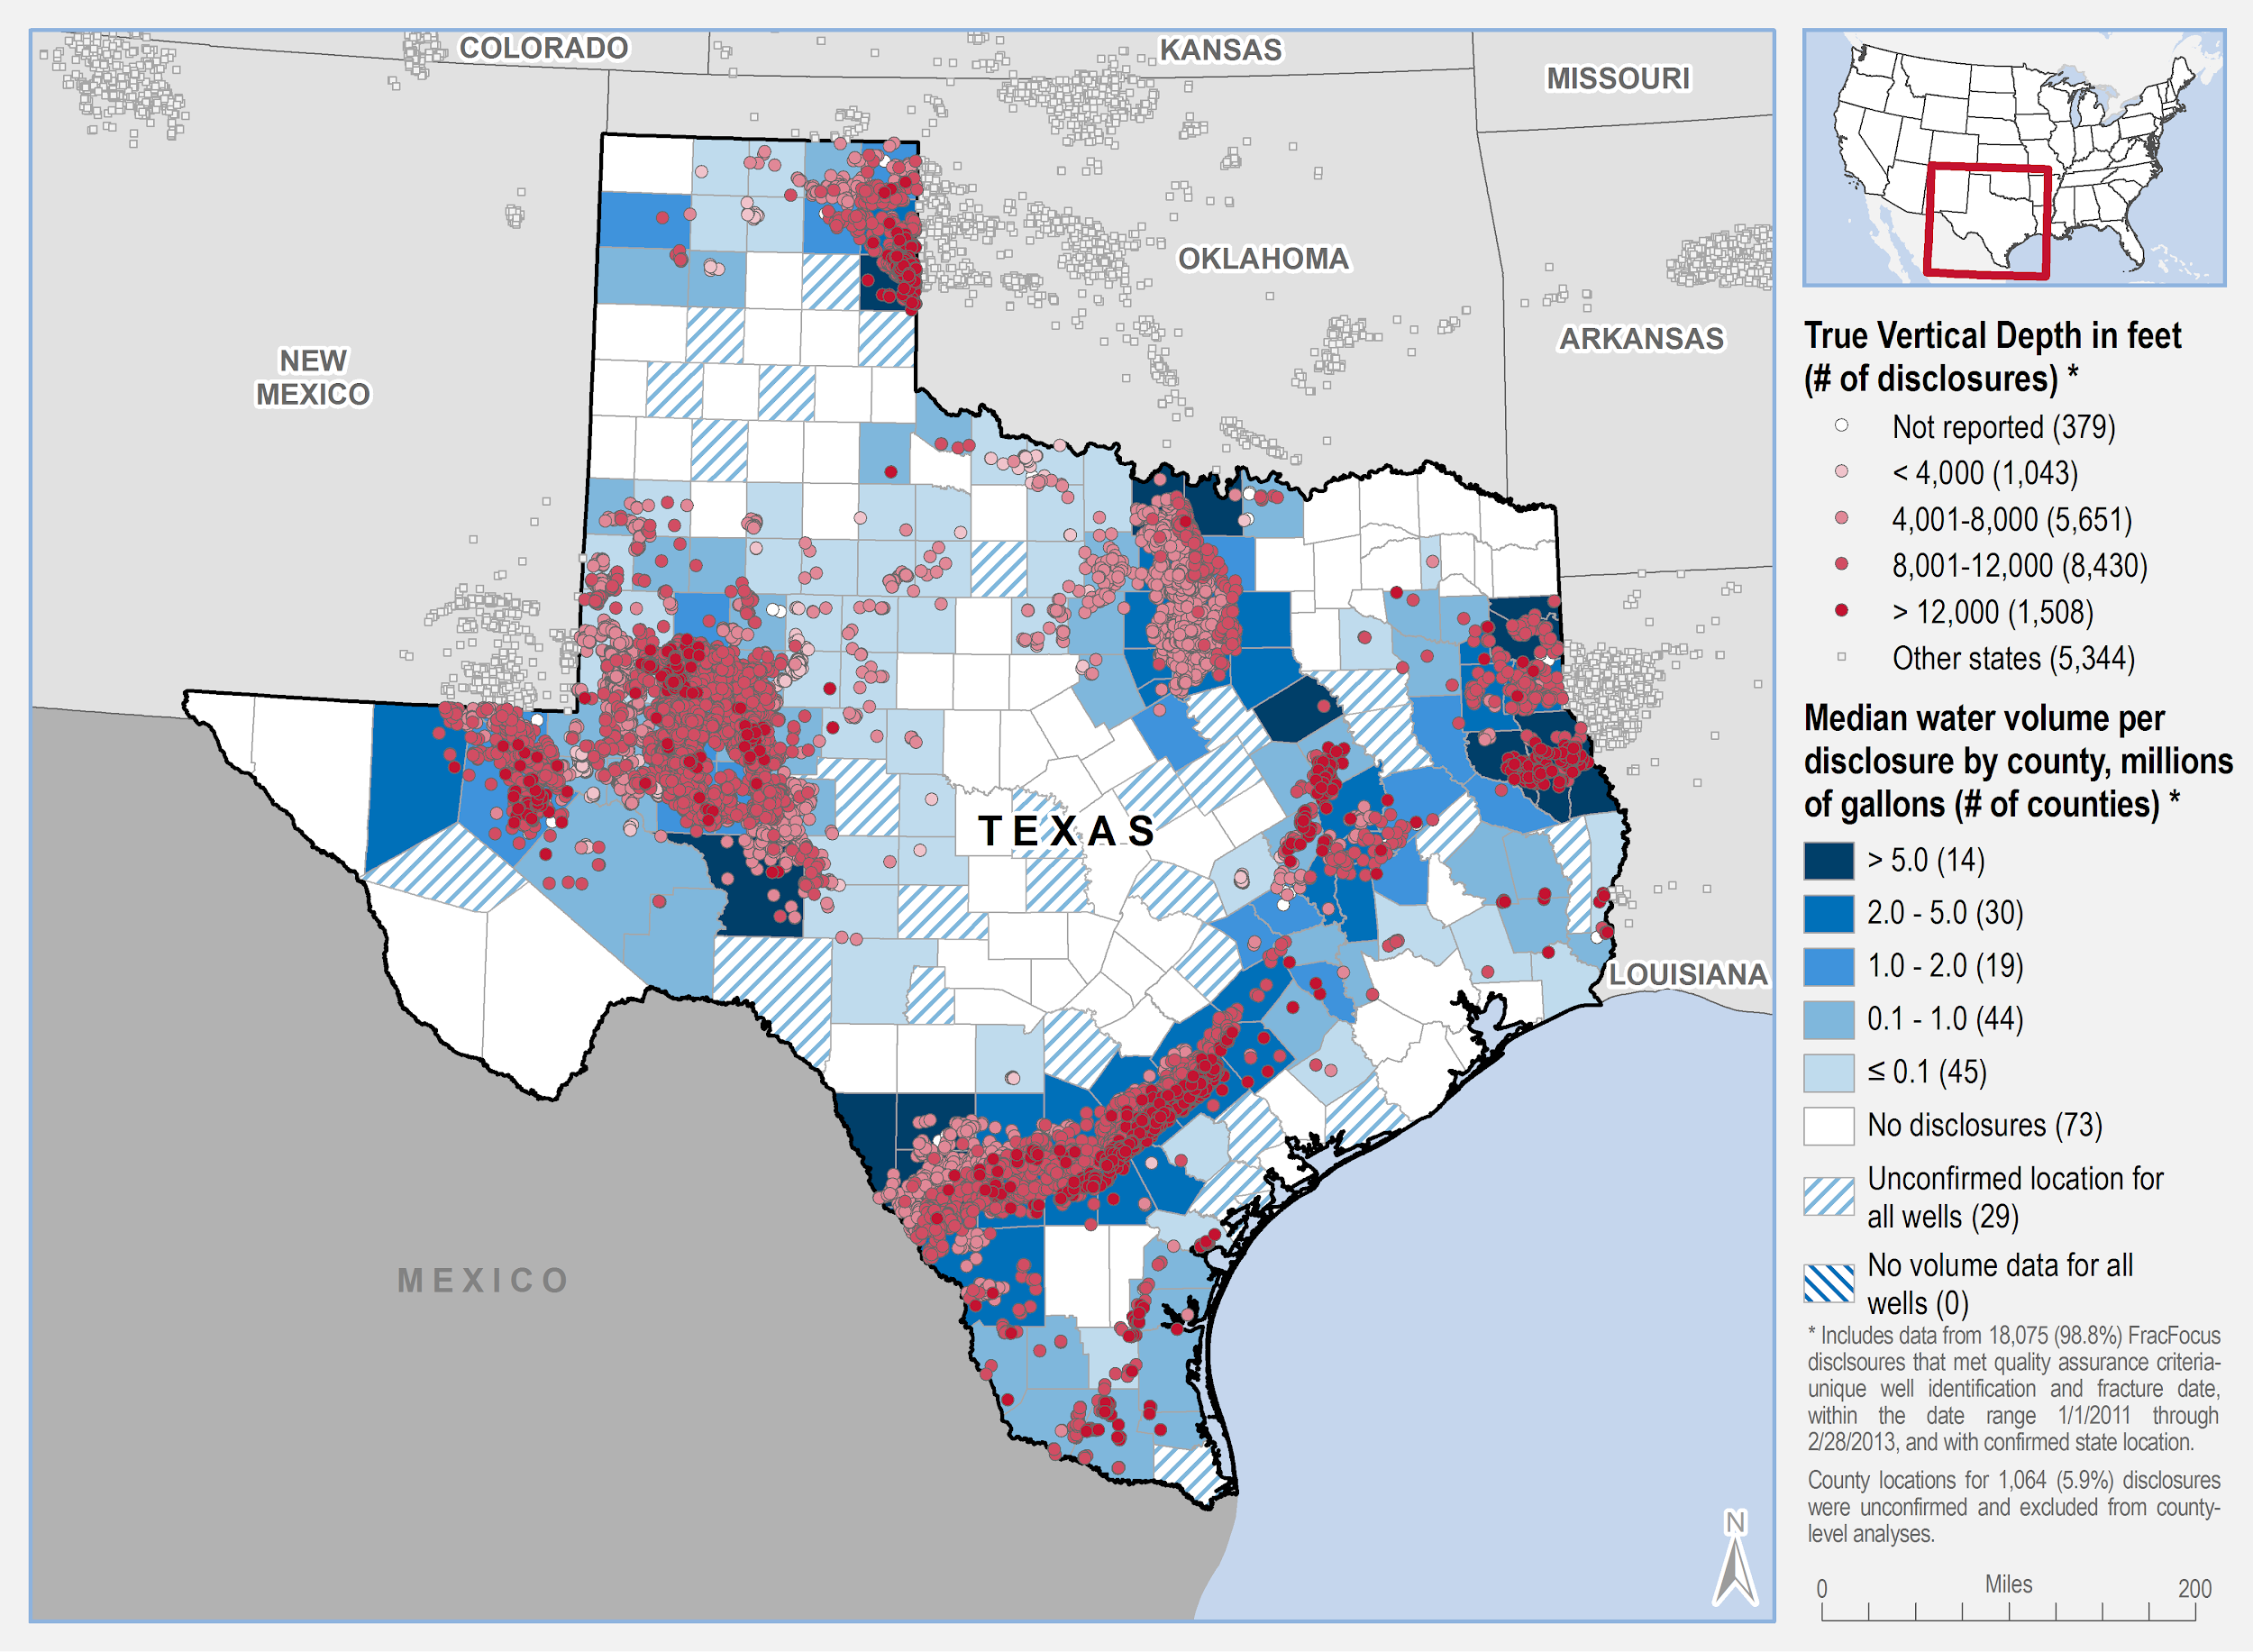 COLORADO
KANSAS
MISSOURI
OKLAHOMA
NEW
MEXICO
ARKANSAS
TEXAS
LOUISIANA
MEXICO
N
True Vertical Depth in feet
(# of disclosures) *
Not reported (379)
< 4,000 (1,043)
4,001-8,000 (5,651)
8,001-12,000 (8,430)
> 12,000 (1,508)
Other states (5,344)
Median water volume per
disclosure by county, millions
of gallons (# of counties) *
> 5.0 (14)
2.0 - 5.0 (30)
1.0 - 2.0 (19)
0.1 - 1.0 (44)
≤ 0.1 (45)
No disclosures (73)
Unconfirmed location for
all wells (29)
No volume data for all
wells (0)
* Includes data from 18,075 (98.8%) FracFocus
disclsoures that met quality assurance criteria-
unique well identification and fracture date,
within the date range 1/1/2011 through
2/28/2013, and with confirmed state location.
County locations for 1,064 (5.9%) disclosures
were unconfirmed and excluded from county-
level analyses.
0 Miles 200